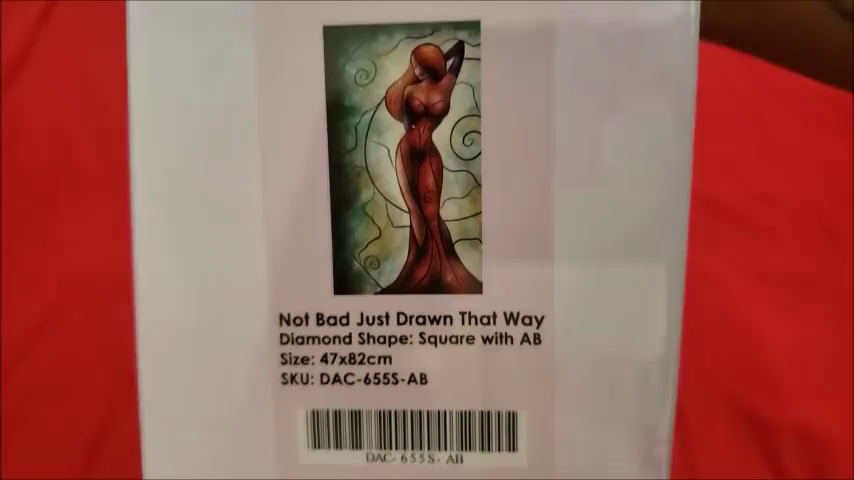 Not Bad Just Drawn That Way
Diamond Shape: Square with AB
Size: 47x82cm
SKU: DAC-655S-AB
DAC- 655S- AB